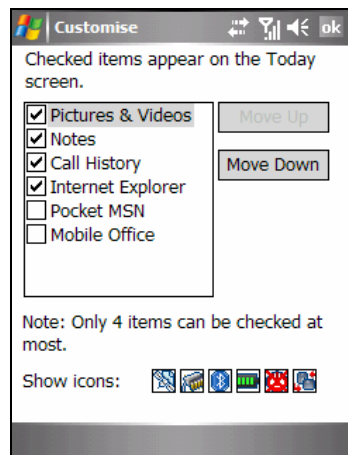 Customise
ok
Checked items appear on the Today
screen.
Pictures & Videos
Notes
Call History
Internet Explorer
Pocket MSN
Mobile Office
Move Up
Move Down
Note: Only 4 items can be checked at
most.
Show icons: